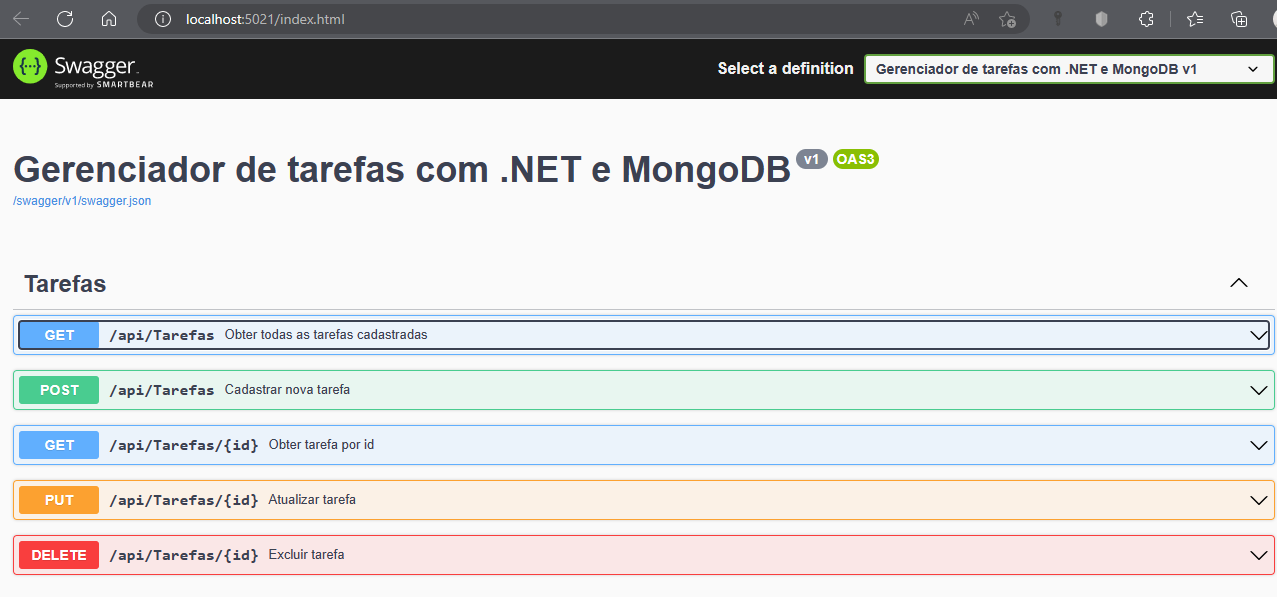 localhost:5021/index.html
Swagger
Supported by SMARTBEAR
Select a definition
Gerenciador de tarefas com .NET e MongoDB v1
Gerenciador de tarefas com .NET e MongoDB v1 OAS3
/swagger/v1/swagger.json
Tarefas
GET /api/Tarefas Obter todas as tarefas cadastradas
POST /api/Tarefas Cadastrar nova tarefa
GET /api/Tarefas/{id} Obter tarefa por id
PUT /api/Tarefas/{id} Atualizar tarefa
DELETE /api/Tarefas/{id} Excluir tarefa